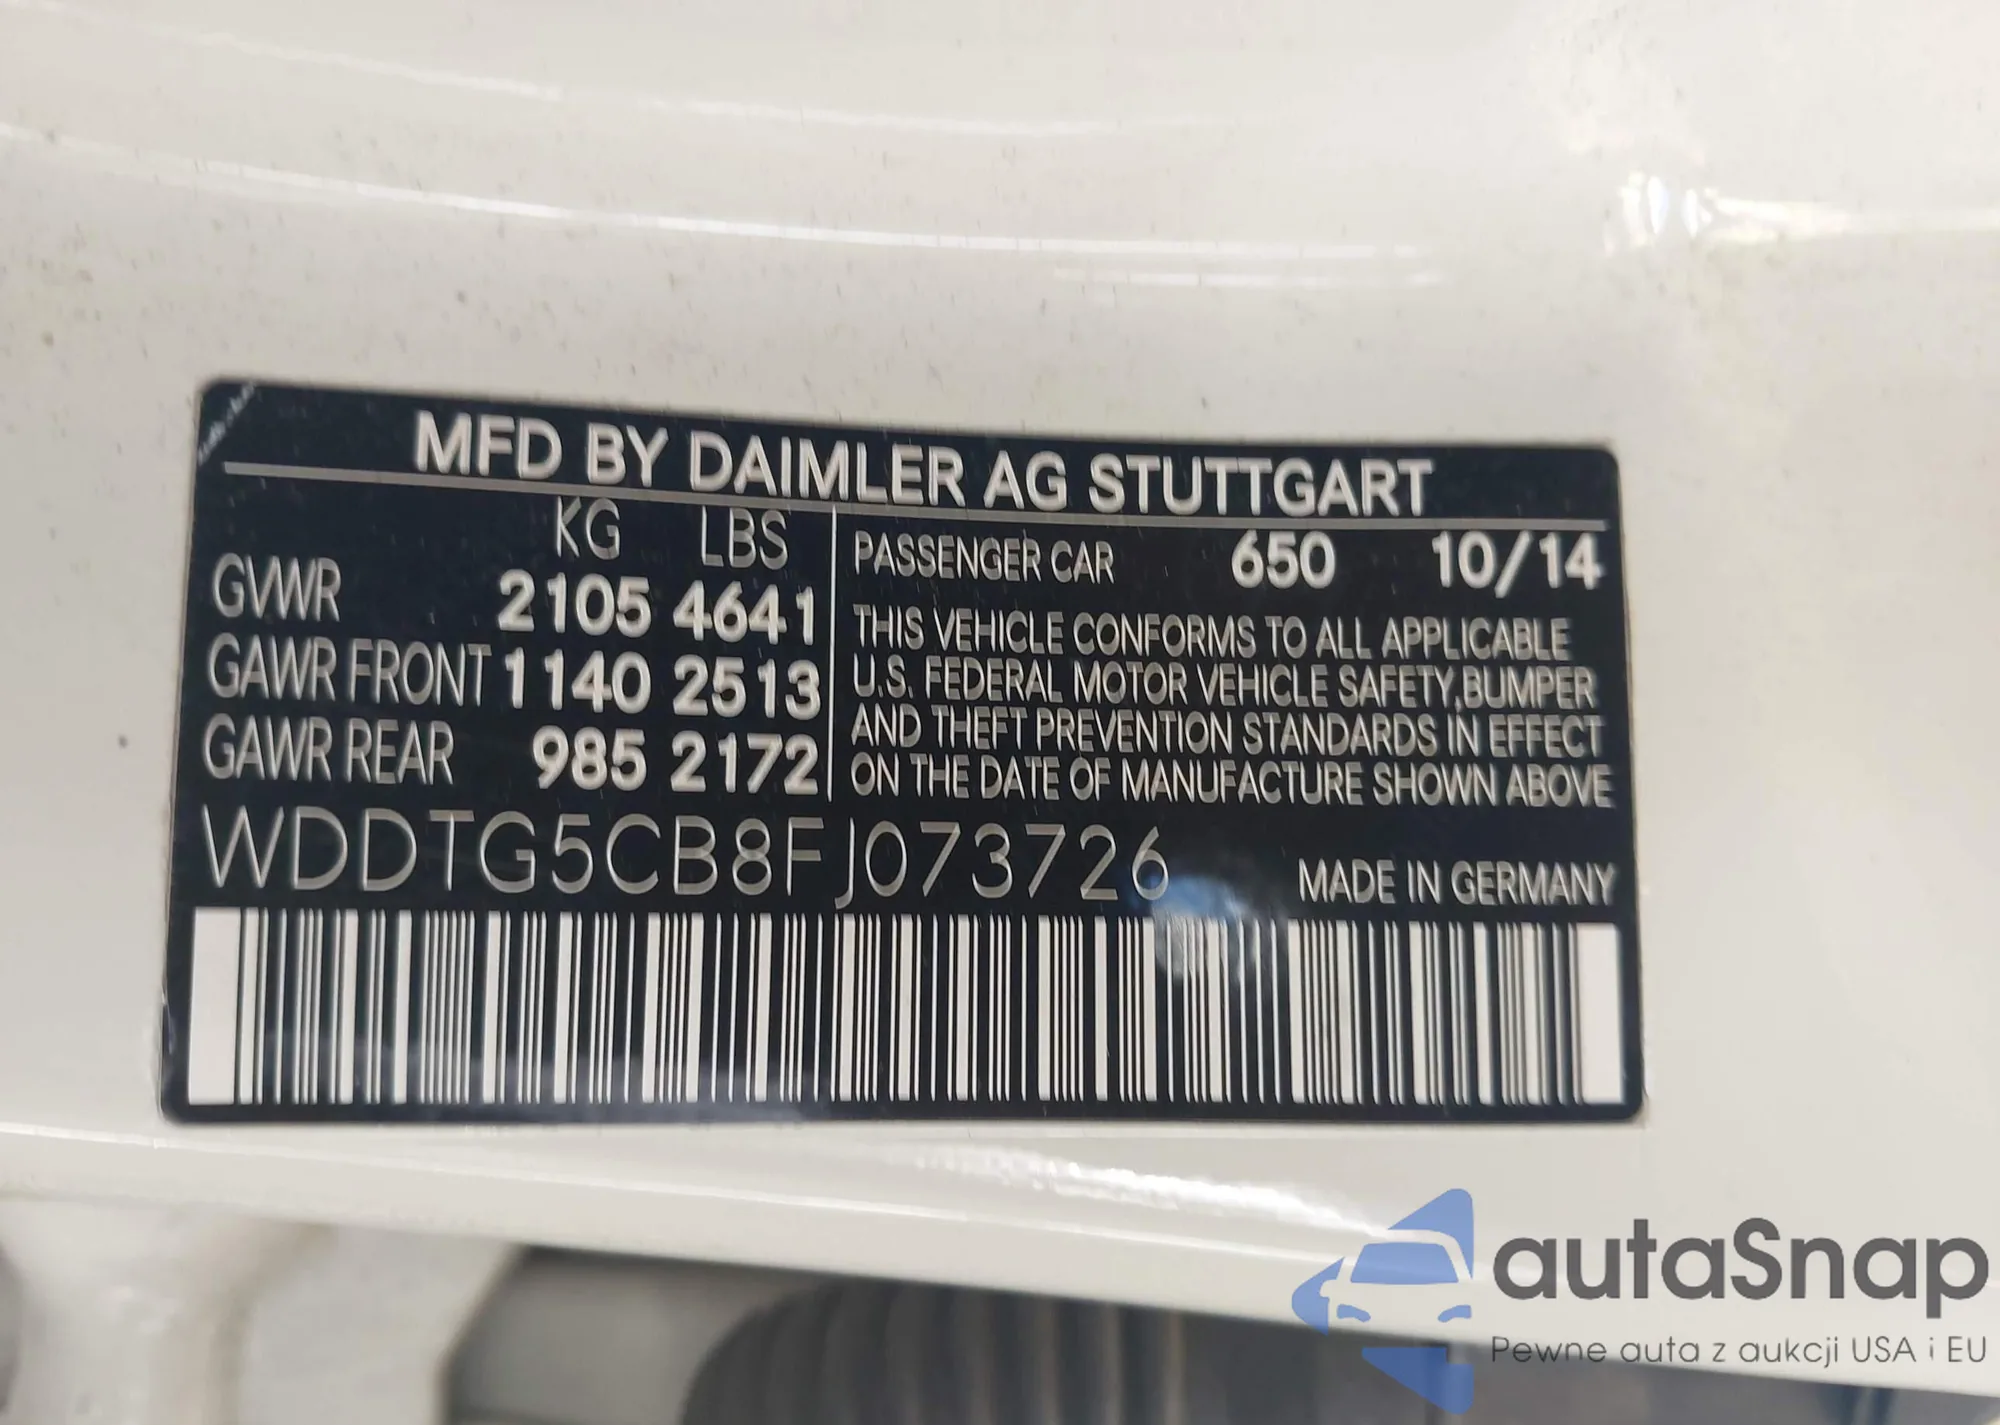 MFD BY DAIMLER AG STUTTGART
KG LBS
GVWR 2105 4641
GAWR FRONT 1140 2513
GAWR REAR 985 2172
PASSENGER CAR 650 10/14
THIS VEHICLE CONFORMS TO ALL APPLICABLE
U.S. FEDERAL MOTOR VEHICLE SAFETY,BUMPER
AND THEFT PREVENTION STANDARDS IN EFFECT
ON THE DATE OF MANUFACTURE SHOWN ABOVE
WDDTG5CB8FJ073726
MADE IN GERMANY
autaSnap
Pewne auta z aukcji USA i EU